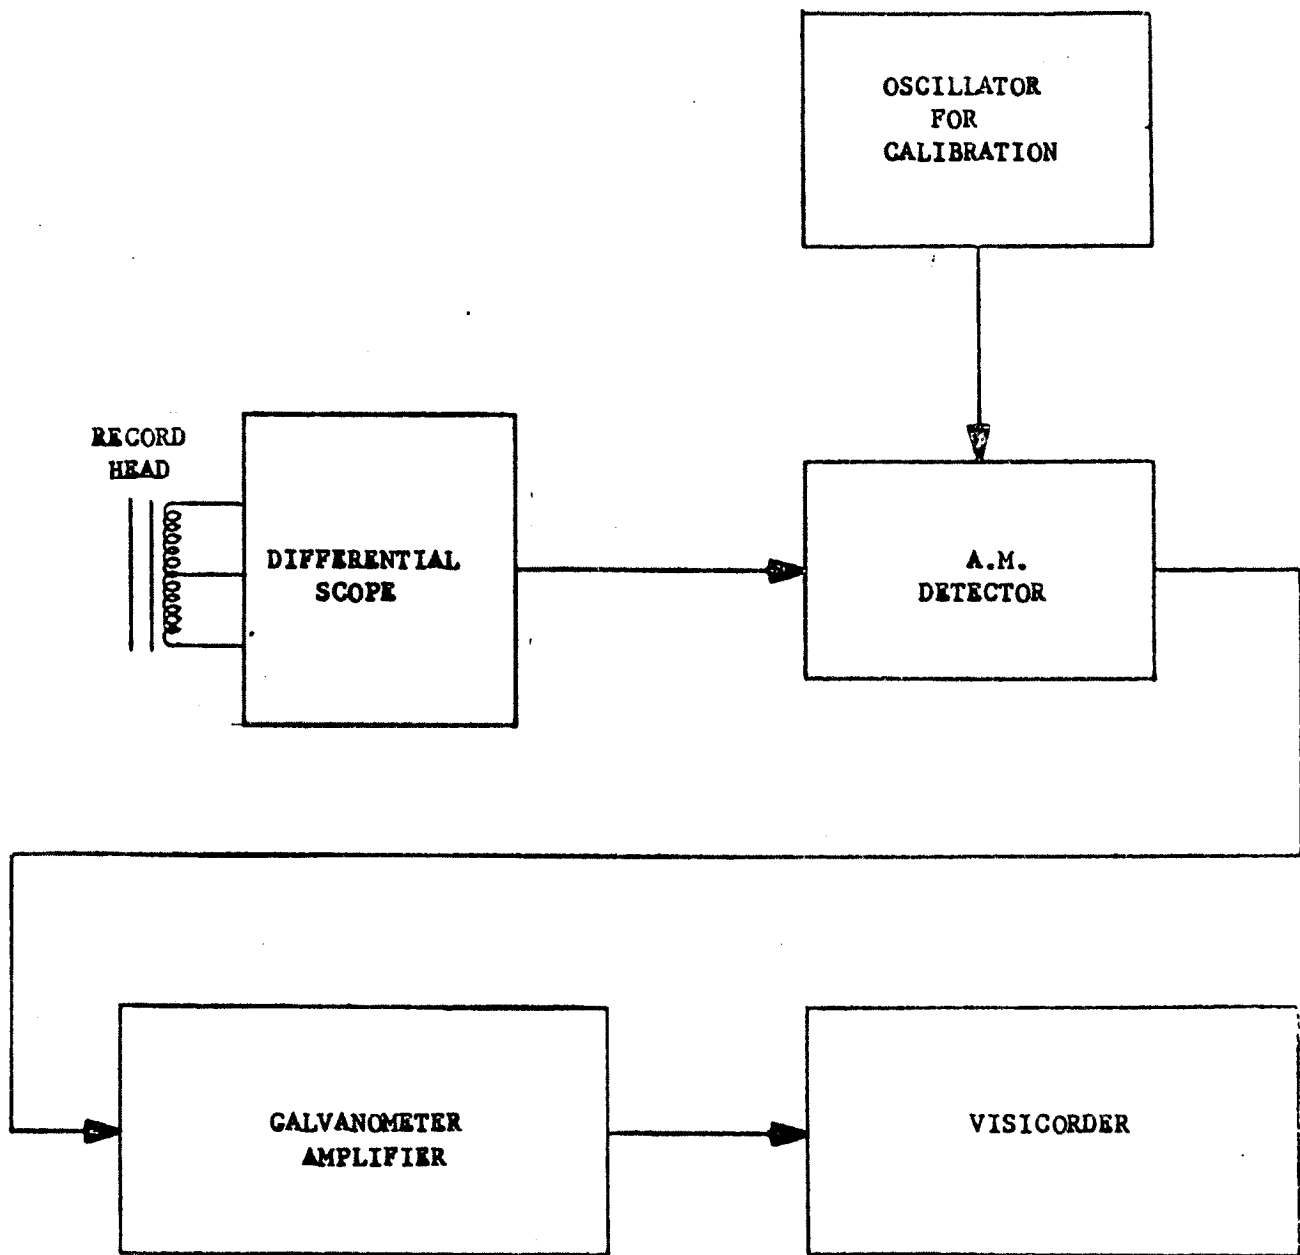 OSCILLATOR
FOR
CALIBRATION
RECORD
HEAD
DIFFERENTIAL
SCOPE
A.M.
DETECTOR
GALVANOMETER
AMPLIFIER
VISICORDER